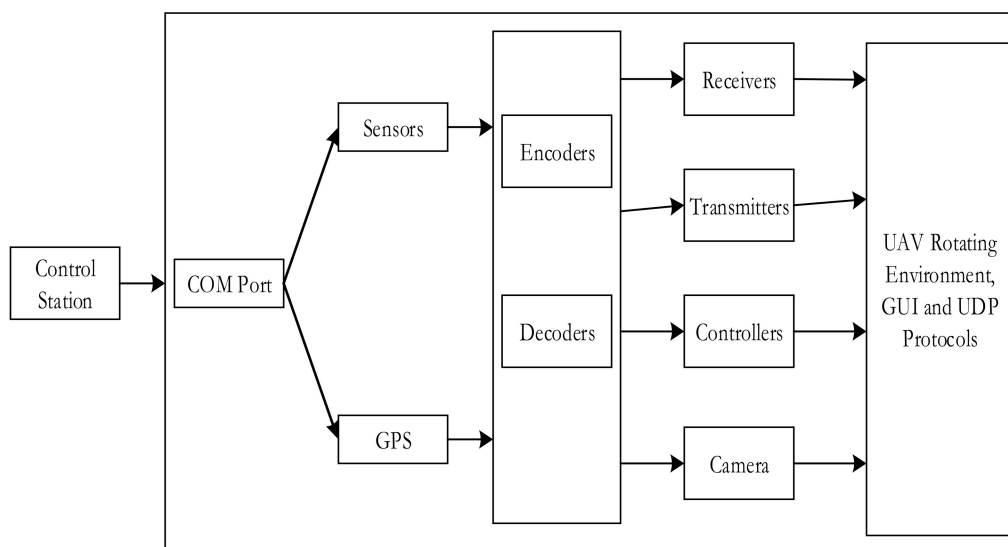 Control
Station
COM Port
Sensors
GPS
Encoders
Decoders
Receivers
Transmitters
Controllers
Camera
UAV Rotating
Environment,
GUI and UDP
Protocols